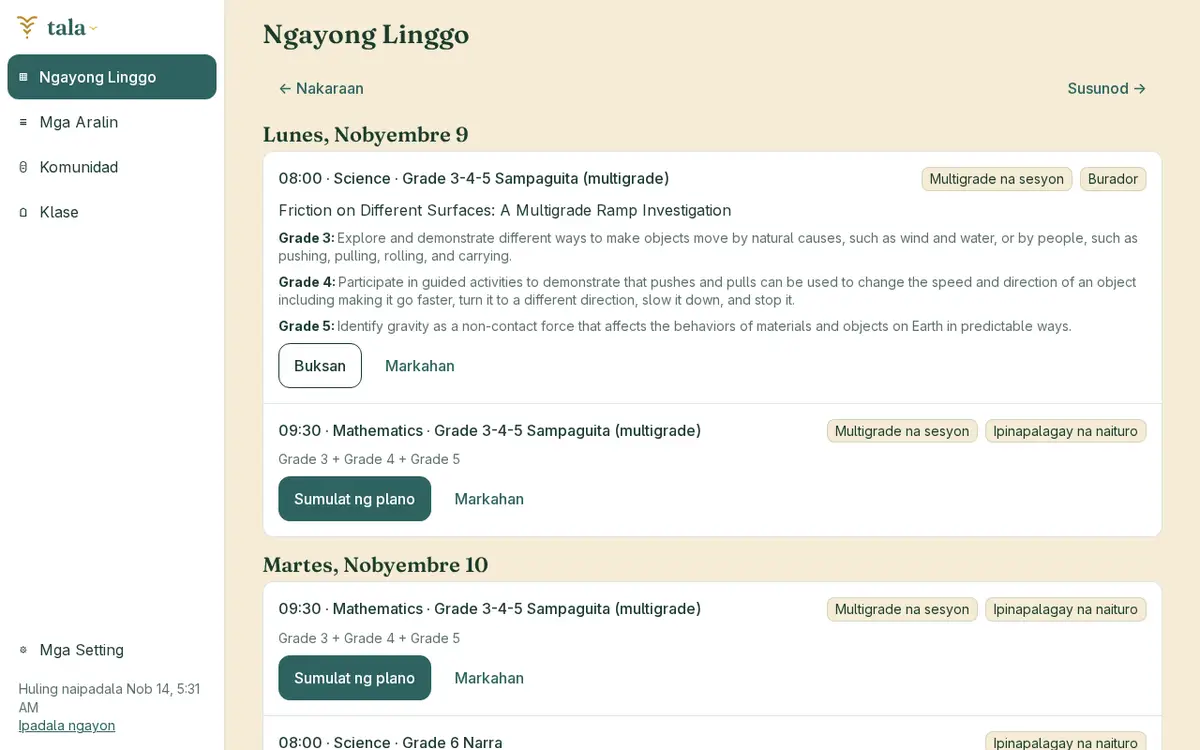 tala
Ngayong Linggo
Mga Aralin
Komunidad
Klase
Mga Setting
Huling naipadala Nob 14, 5:31
AM
Ipadala ngayon
Ngayong Linggo
← Nakaraan
Susunod →
Lunes, Nobyembre 9
08:00 · Science · Grade 3-4-5 Sampaguita (multigrade)
Multigrade na sesyon
Burador
Friction on Different Surfaces: A Multigrade Ramp Investigation
Grade 3: Explore and demonstrate different ways to make objects move by natural causes, such as wind and water, or by people, such as
pushing, pulling, rolling, and carrying.
Grade 4: Participate in guided activities to demonstrate that pushes and pulls can be used to change the speed and direction of an object
including making it go faster, turn it to a different direction, slow it down, and stop it.
Grade 5: Identify gravity as a non-contact force that affects the behaviors of materials and objects on Earth in predictable ways.
Buksan
Markahan
09:30 · Mathematics · Grade 3-4-5 Sampaguita (multigrade)
Multigrade na sesyon
Ipinapalagay na naituro
Grade 3 + Grade 4 + Grade 5
Sumulat ng plano
Markahan
Martes, Nobyembre 10
09:30 · Mathematics · Grade 3-4-5 Sampaguita (multigrade)
Multigrade na sesyon
Ipinapalagay na naituro
Grade 3 + Grade 4 + Grade 5
Sumulat ng plano
Markahan
08:00 · Science · Grade 6 Narra
Ipinapalagay na naituro